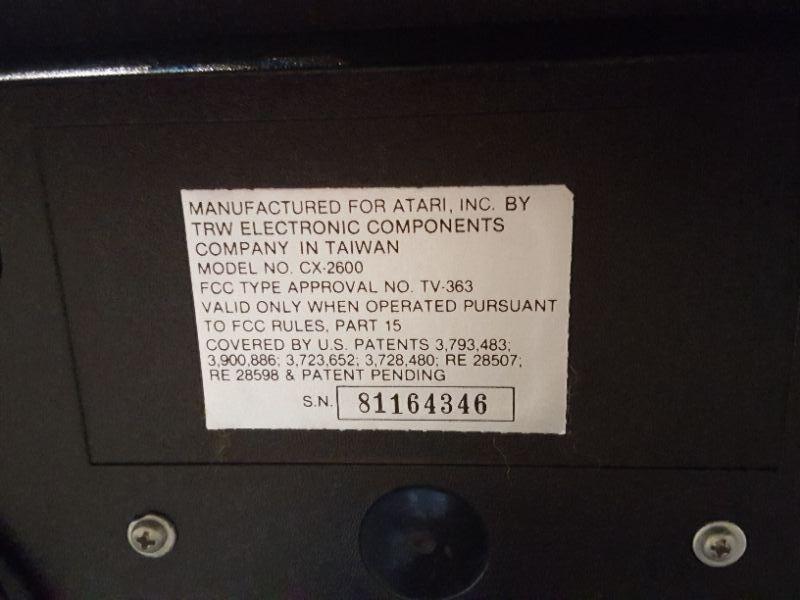 MANUFACTURED FOR ATARI, INC. BY
TRW ELECTRONIC COMPONENTS
COMPANY IN TAIWAN
MODEL NO. CX-2600
FCC TYPE APPROVAL NO. TV-363
VALID ONLY WHEN OPERATED PURSUANT
TO FCC RULES, PART 15
COVERED BY U.S. PATENTS 3,793,483;
3,900,886; 3,723,652; 3,728,480; RE 28507;
RE 28598 & PATENT PENDING
S.N. 81164346